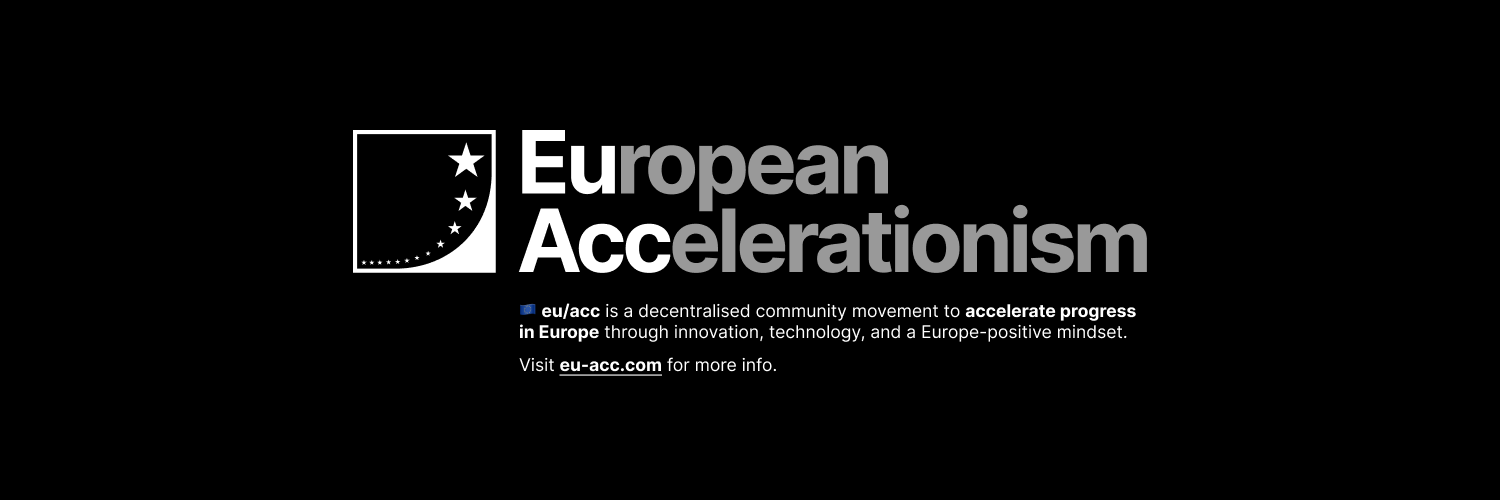 European
Accelerationism
🇪🇺 eu/acc is a decentralised community movement to accelerate progress
in Europe through innovation, technology, and a Europe-positive mindset.
Visit eu-acc.com for more info.